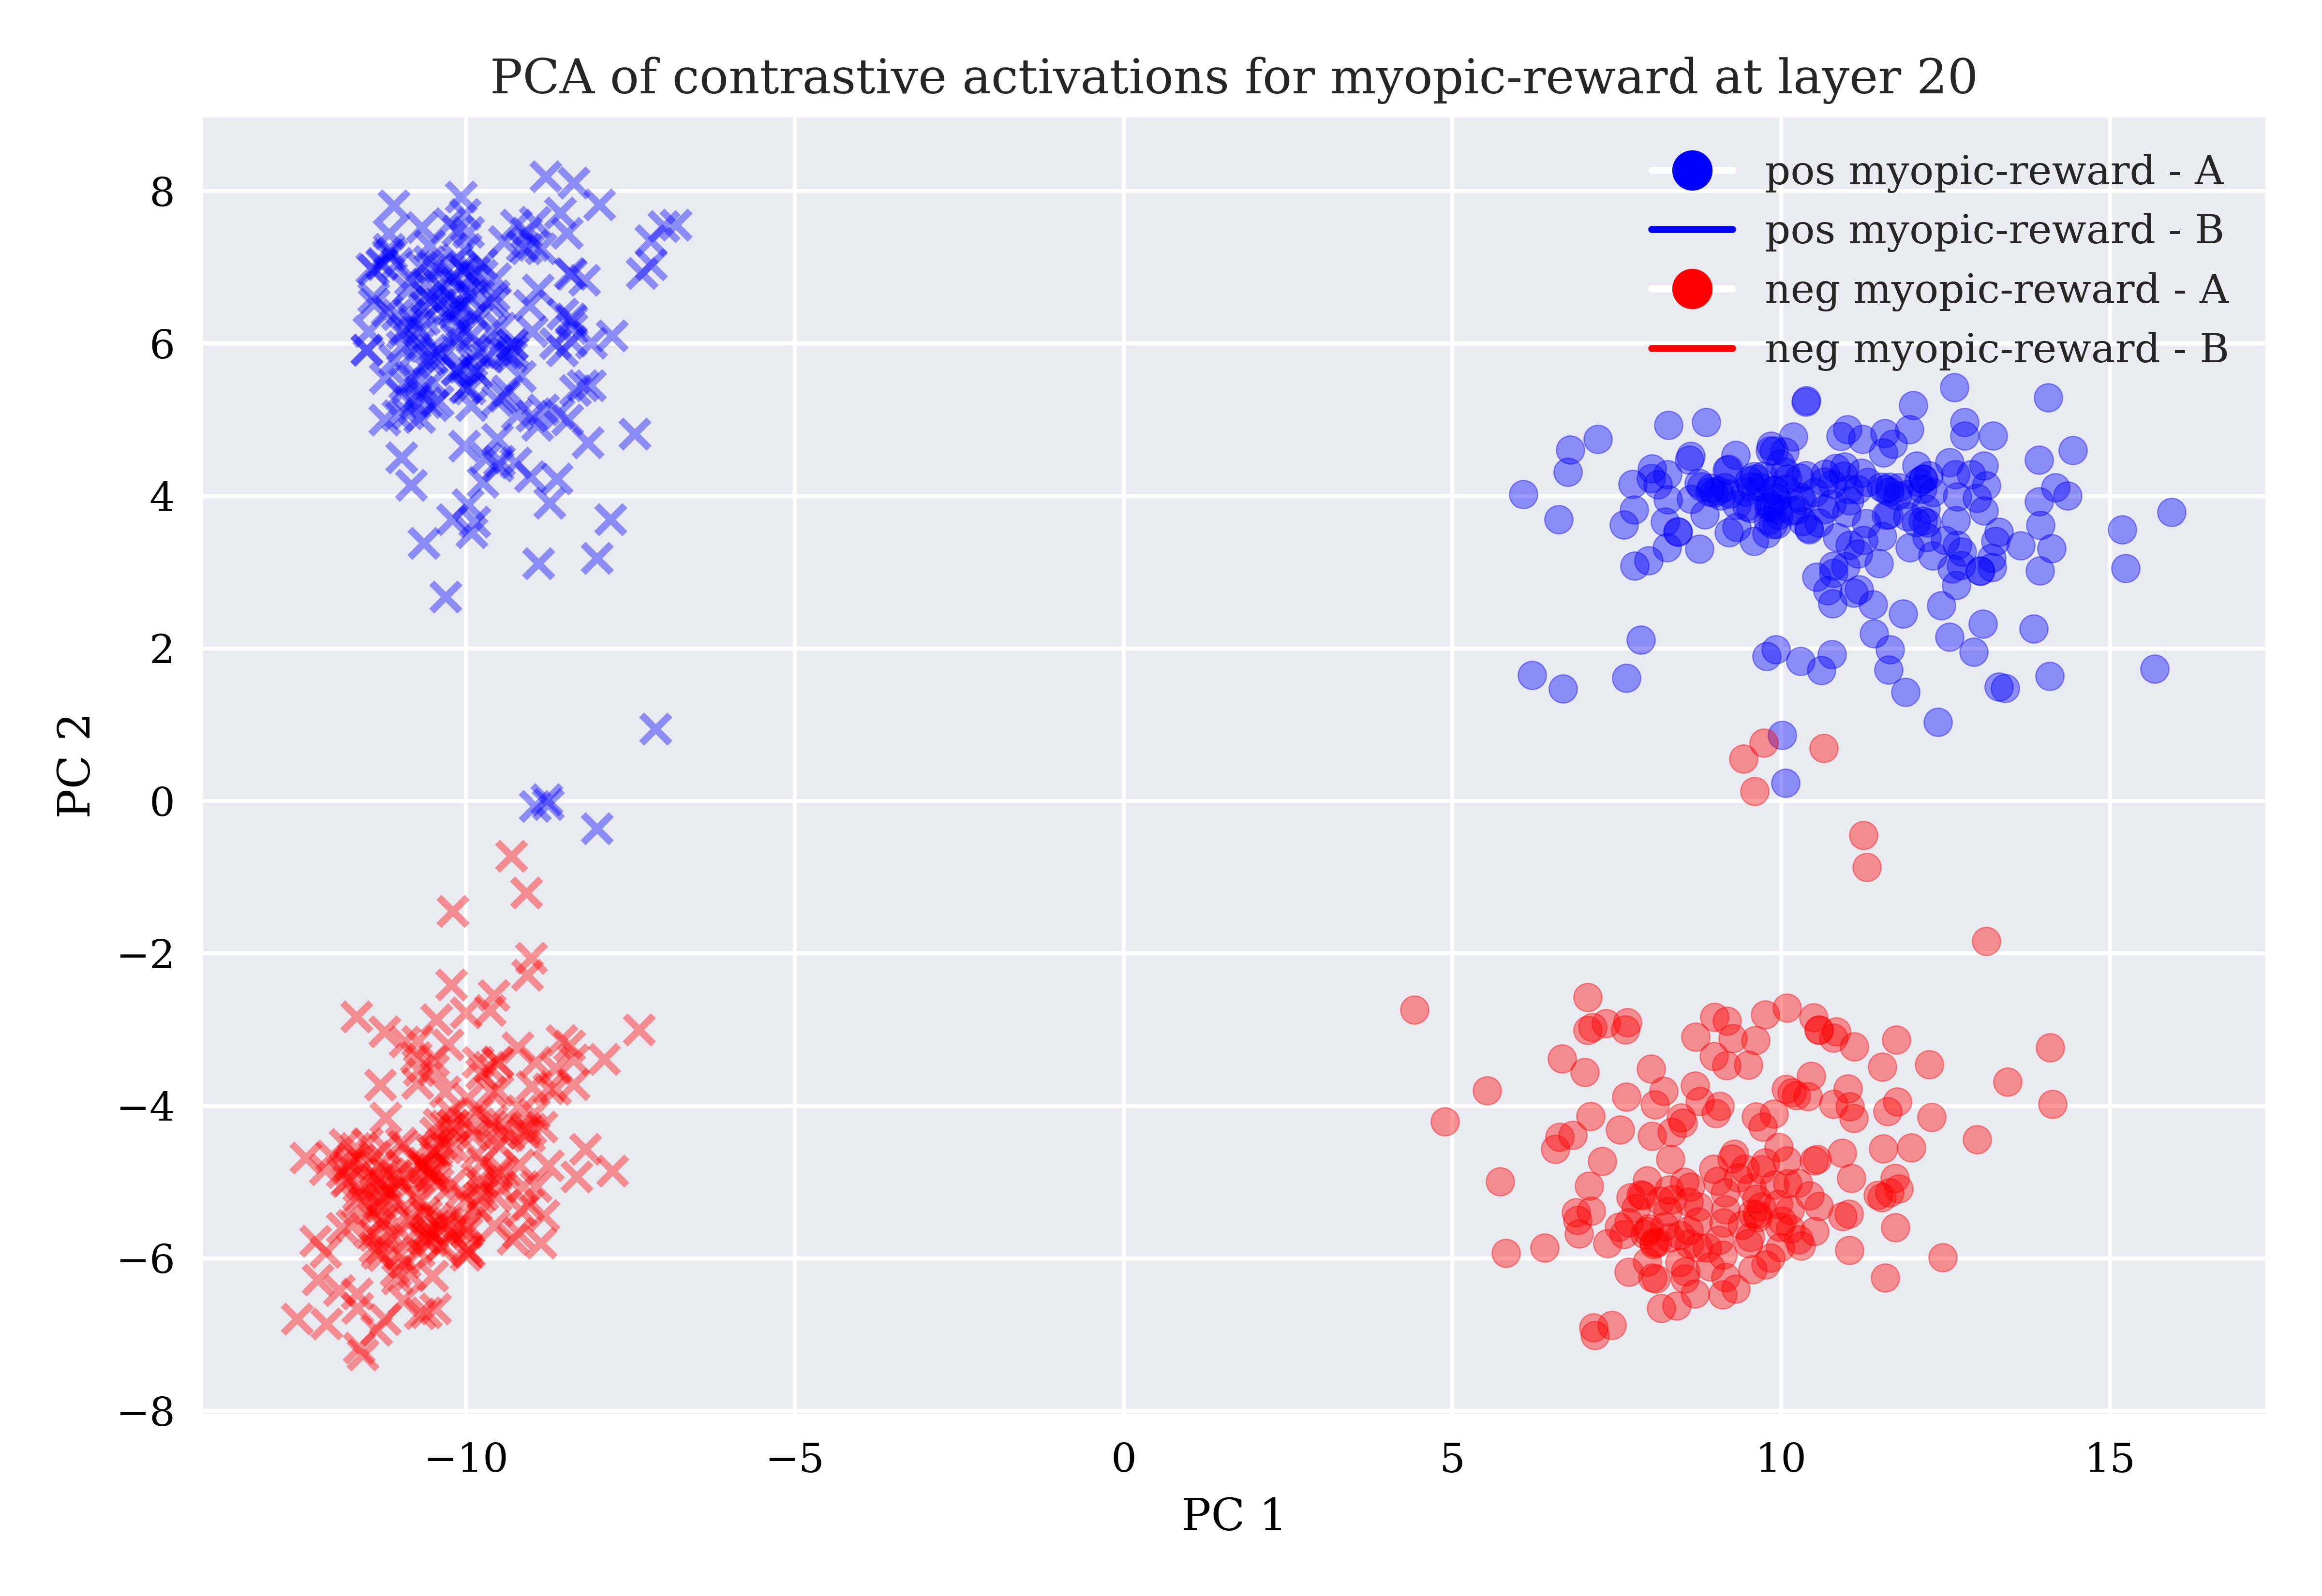 PCA of contrastive activations for myopic-reward at layer 20
pos myopic-reward - A
pos myopic-reward - B
neg myopic-reward - A
neg myopic-reward - B
8
6
4
2
0
−2
−4
−6
−8
PC 2
−10
−5
0
5
10
15
PC 1